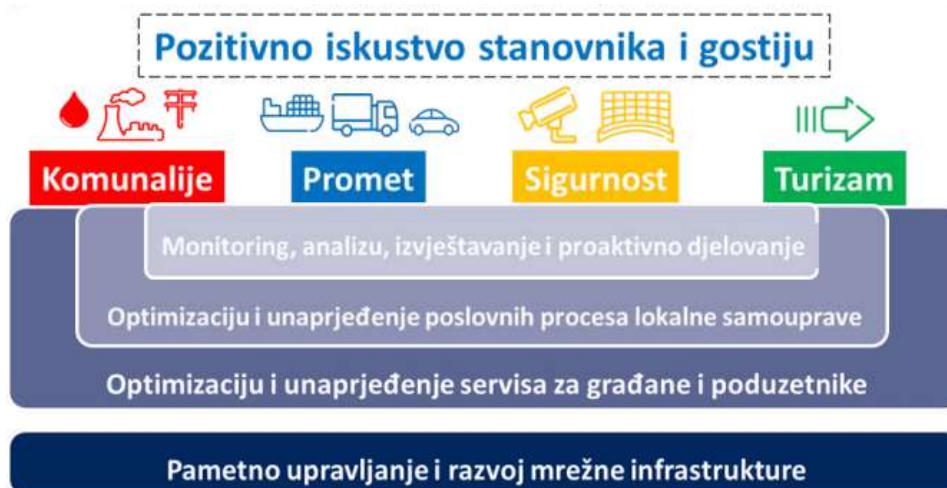 Pozitivno iskustvo stanovnika i gostiju
Komunalije Promet Sigurnost Turizam
Monitoring, analizu, izvještavanje i proaktivno djelovanje
Optimizaciju i unaprjeđenje poslovnih procesa lokalne samouprave
Optimizaciju i unaprjeđenje servisa za građane i poduzetnike
Pametno upravljanje i razvoj mrežne infrastrukture